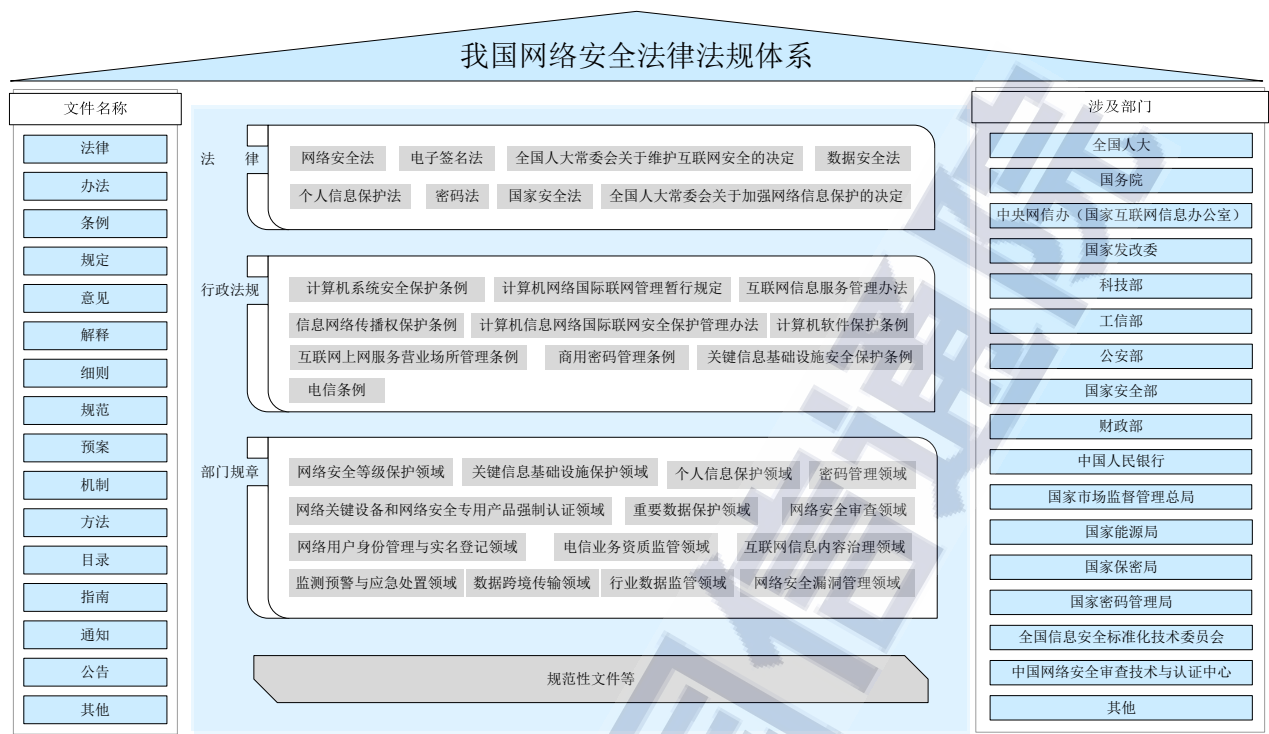 我国网络安全法律法规体系
文件名称
法律
办法
条例
规定
意见
解释
细则
规范
预案
机制
方法
目录
指南
通知
公告
其他
法 律
网络安全法 电子签名法 全国人大常委会关于维护互联网安全的决定 数据安全法
个人信息保护法 密码法 国家安全法 全国人大常委会关于加强网络信息保护的决定
行政法规
计算机系统安全保护条例 计算机网络国际联网管理暂行规定 互联网信息服务管理办法
信息网络传播权保护条例 计算机信息网络国际联网安全保护管理办法 计算机软件保护条例
互联网上网服务营业场所管理条例 商用密码管理条例 关键信息基础设施安全保护条例
电信条例
部门规章
网络安全等级保护领域 关键信息基础设施保护领域 个人信息保护领域 密码管理领域
网络关键设备和网络安全专用产品强制认证领域 重要数据保护领域 网络安全审查领域
网络用户身份管理与实名登记领域 电信业务资质监管领域 互联网信息内容治理领域
监测预警与应急处置领域 数据跨境传输领域 行业数据监管领域 网络安全漏洞管理领域
规范性文件等
涉及部门
全国人大
国务院
中央网信办（国家互联网信息办公室）
国家发改委
科技部
工信部
公安部
国家安全部
财政部
中国人民银行
国家市场监督管理总局
国家能源局
国家保密局
国家密码管理局
全国信息安全标准化技术委员会
中国网络安全审查技术与认证中心
其他
国信通院